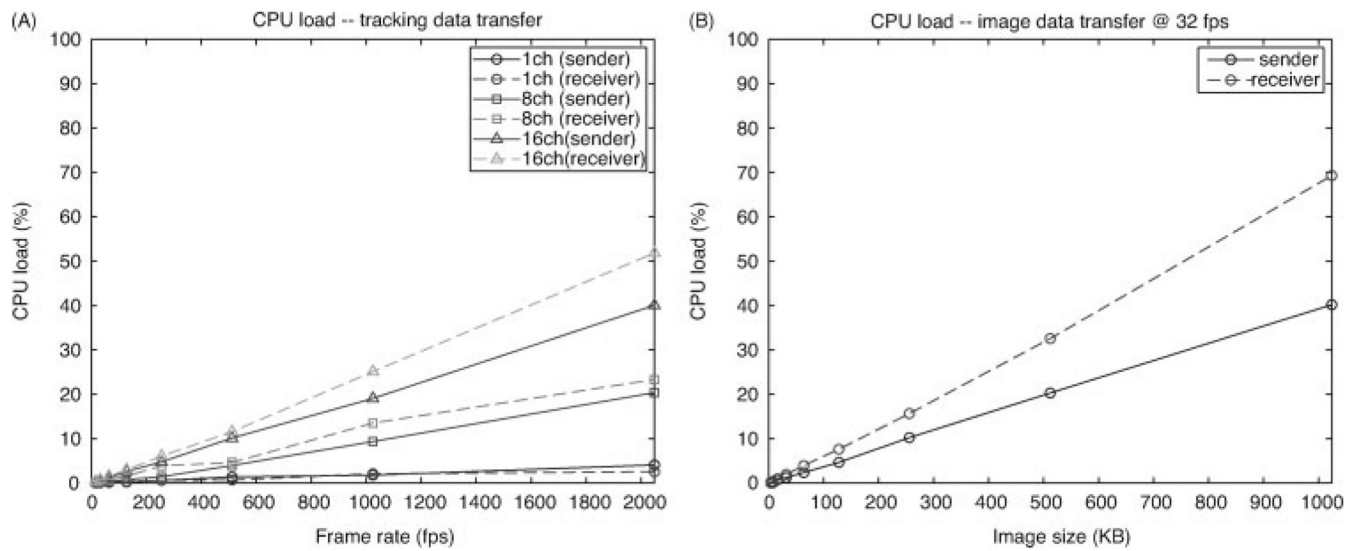 (A)
CPU load -- tracking data transfer
100
90
80
70
60
50
40
30
20
10
0
CPU load (%)
1ch (sender)
1ch (receiver)
8ch (sender)
8ch (receiver)
16ch(sender)
16ch(receiver)
0 200 400 600 800 1000 1200 1400 1600 1800 2000
Frame rate (fps)
(B)
CPU load -- image data transfer @ 32 fps
100
90
80
70
60
50
40
30
20
10
0
CPU load (%)
sender
receiver
0 100 200 300 400 500 600 700 800 900 1000
Image size (KB)